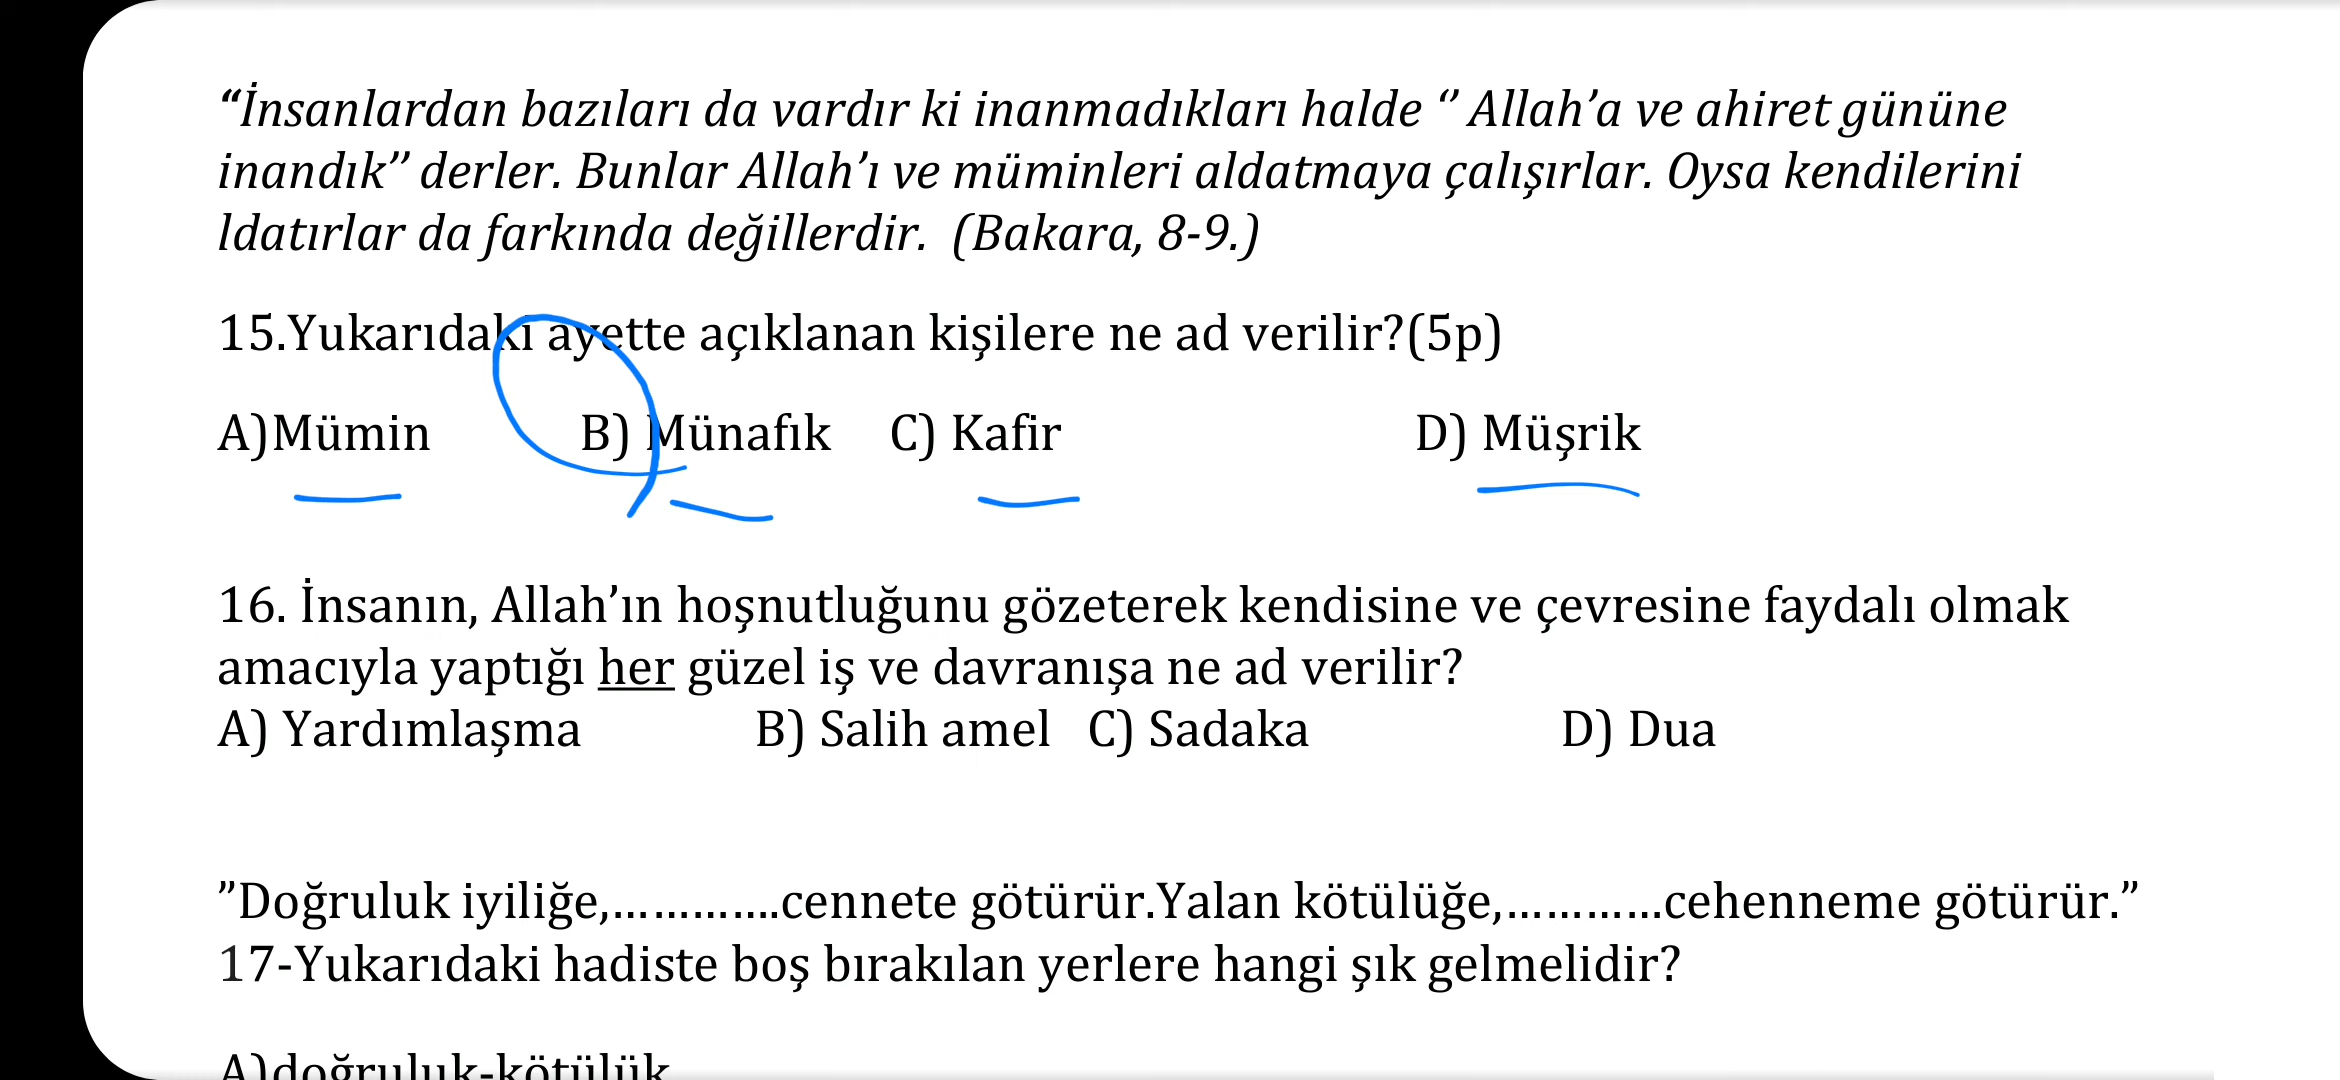 “İnsanlardan bazıları da vardır ki inanmadıkları halde ‘’ Allah’a ve ahiret gününe
inandık’’ derler. Bunlar Allah’ı ve müminleri aldatmaya çalışırlar. Oysa kendilerini
ldatırlar da farkında değillerdir. (Bakara, 8-9.)
15.Yukarıdaki ayette açıklanan kişilere ne ad verilir?(5p)
A)Mümin B) Münafık C) Kafir D) Müşrik
16. İnsanın, Allah’ın hoşnutluğunu gözeterek kendisine ve çevresine faydalı olmak
amacıyla yaptığı her güzel iş ve davranışa ne ad verilir?
A) Yardımlaşma B) Salih amel C) Sadaka D) Dua
”Doğruluk iyiliğe,………….cennete götürür.Yalan kötülüğe,…………cehenneme götürür.”
17-Yukarıdaki hadiste boş bırakılan yerlere hangi şık gelmelidir?
A)doğruluk-kötülük